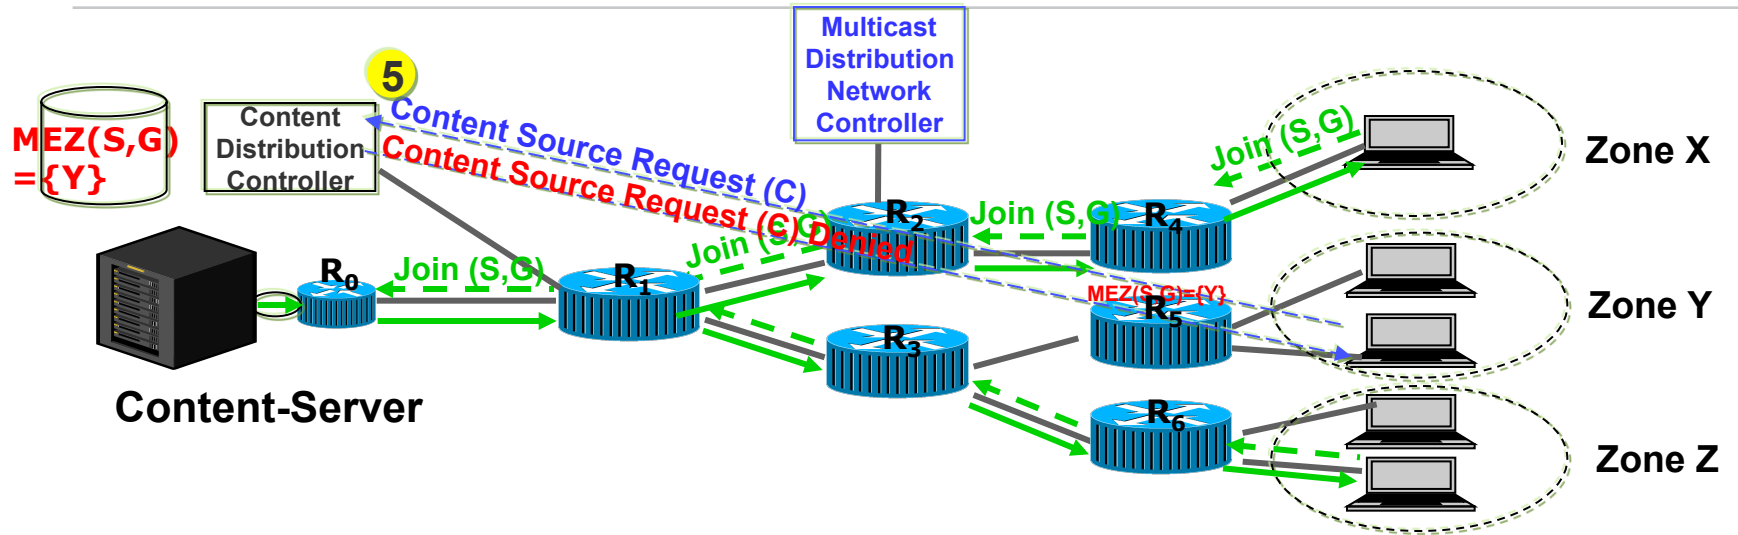 Multicast
Distribution
Network
Controller
5
MEZ(S,G)
={Y}
Content
Distribution
Controller
Content Source Request (C)
Content Source Request (C) Denied
Join (S,G)
Zone X
R2
Join (S,G)
R4
Join (S,G)
R0
Join (S,G)
R1
MEZ(S,G)={Y}
R5
Zone Y
R3
Content-Server
R6
Zone Z